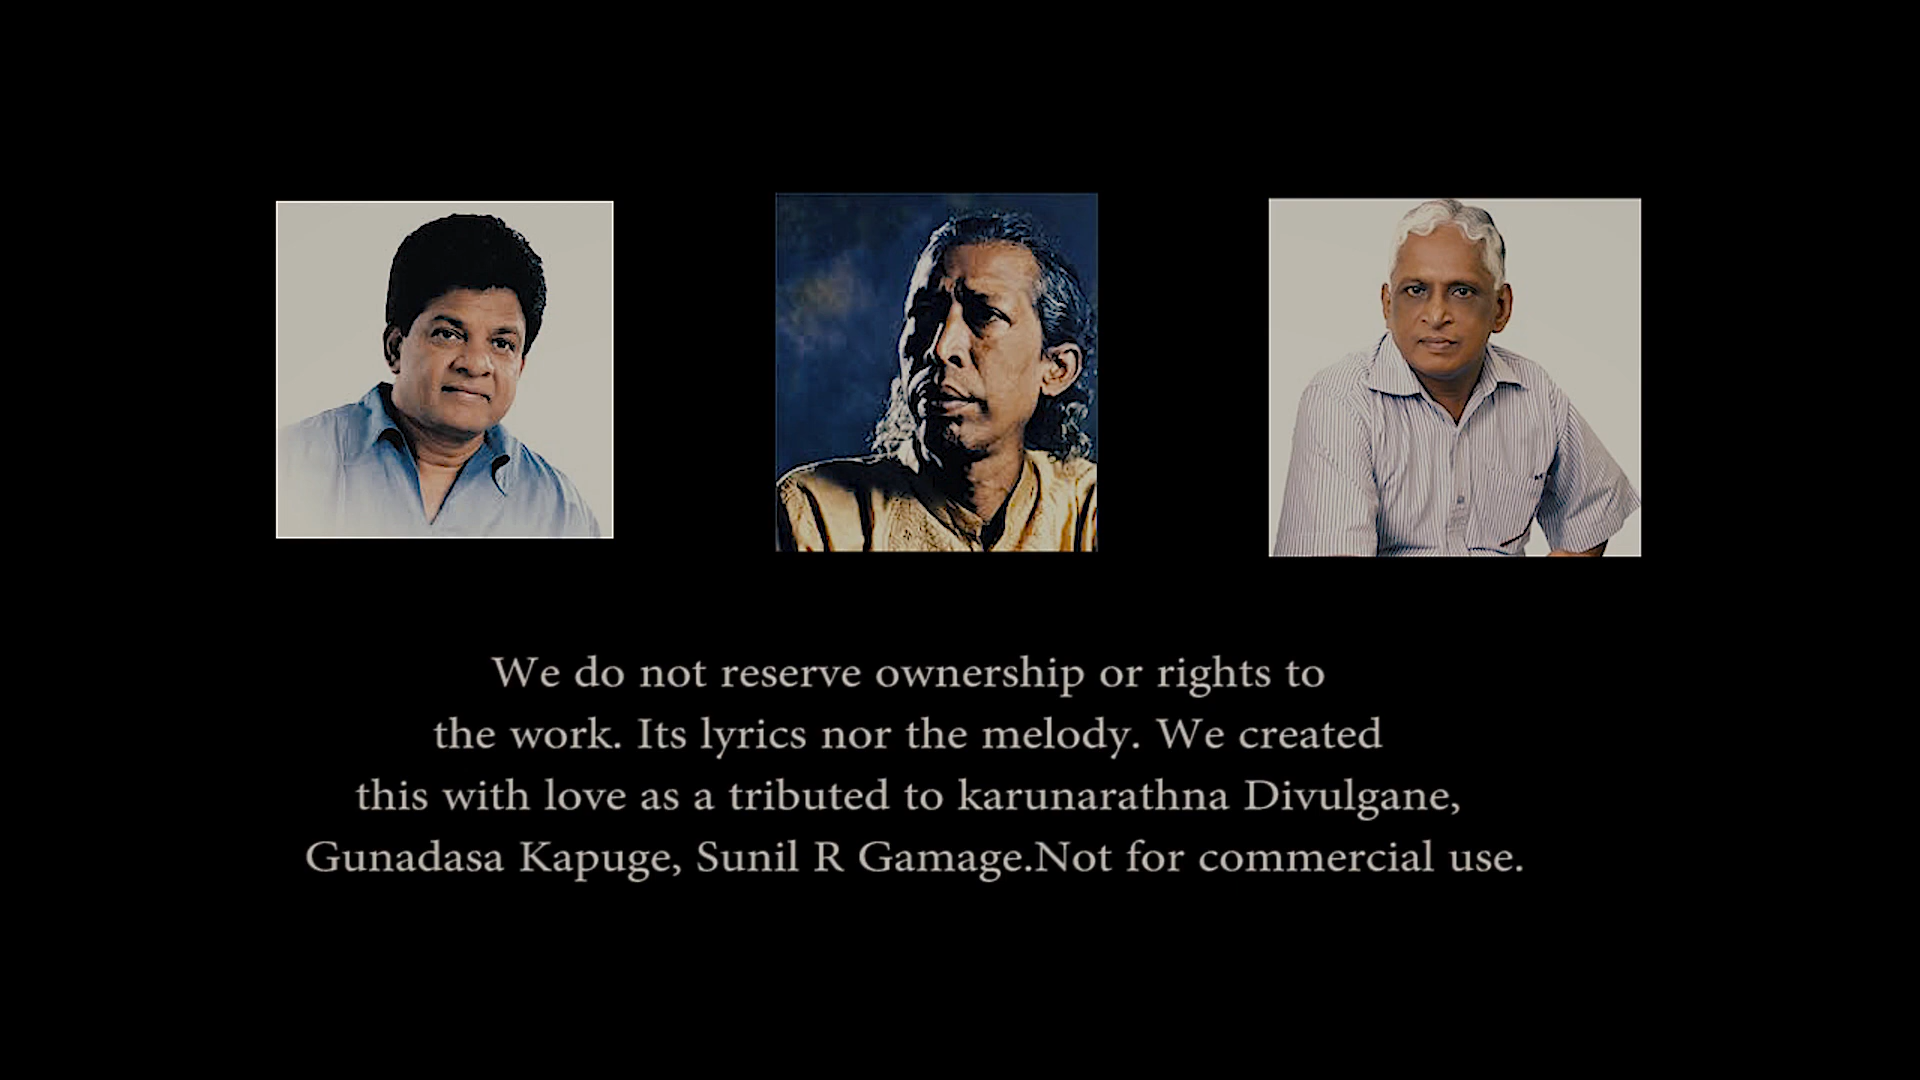 We do not reserve ownership or rights to
the work. Its lyrics nor the melody. We created
this with love as a tributed to karunarathna Divulgane,
Gunadasa Kapuge, Sunil R Gamage.Not for commercial use.